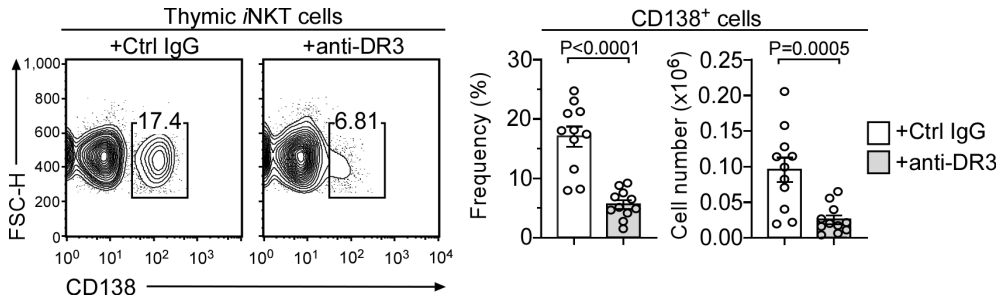 Thymic iNKT cells
+Ctrl IgG
+anti-DR3
FSC-H
1,000
800
600
400
200
0
17.4
6.81
10⁰ 10¹ 10² 10³
10⁰ 10¹ 10² 10³ 10⁴
CD138
CD138⁺ cells
P<0.0001
Frequency (%)
30
20
10
0
P=0.0005
Cell number (x10⁶)
0.25
0.20
0.15
0.10
0.05
0.00
+Ctrl IgG
+anti-DR3